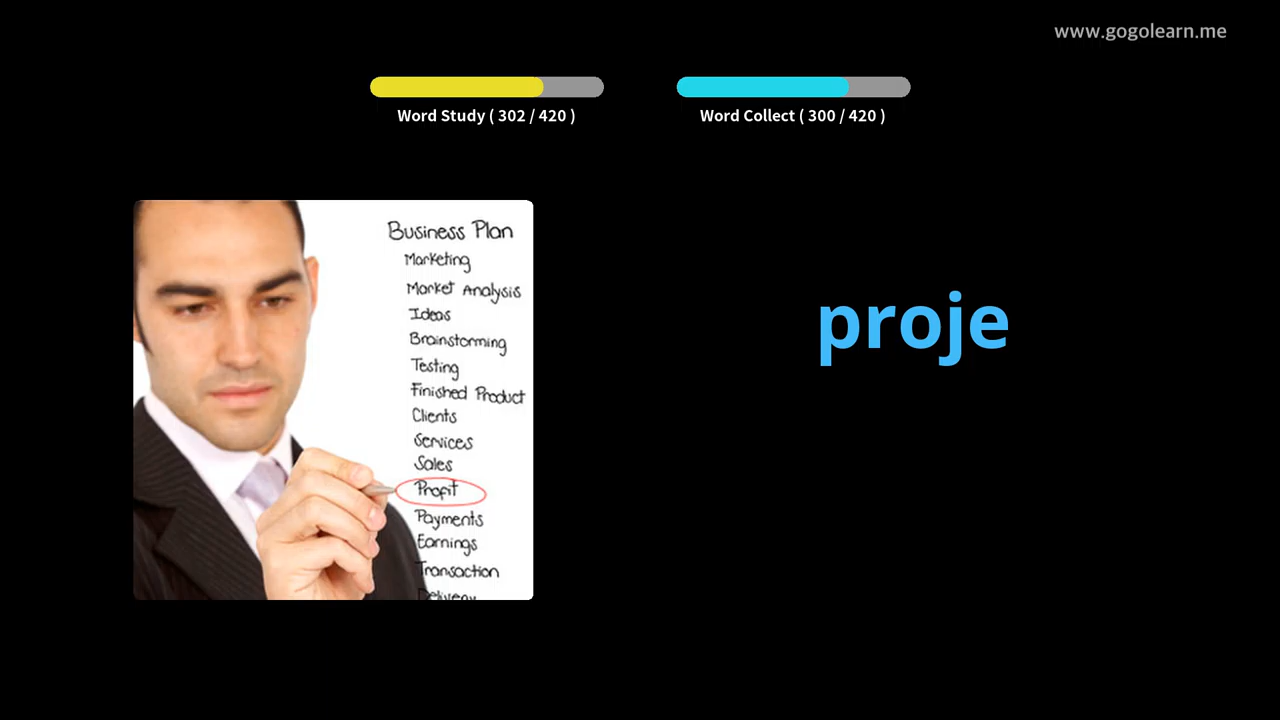 www.gogolearn.me
Word Study ( 302 / 420 )
Word Collect ( 300 / 420 )
Business Plan
Marketing
Market Analysis
Ideas
Brainstorming
Testing
Finished Product
Clients
Services
Sales
Profit
Payments
Earnings
Transaction
Delivery
proje